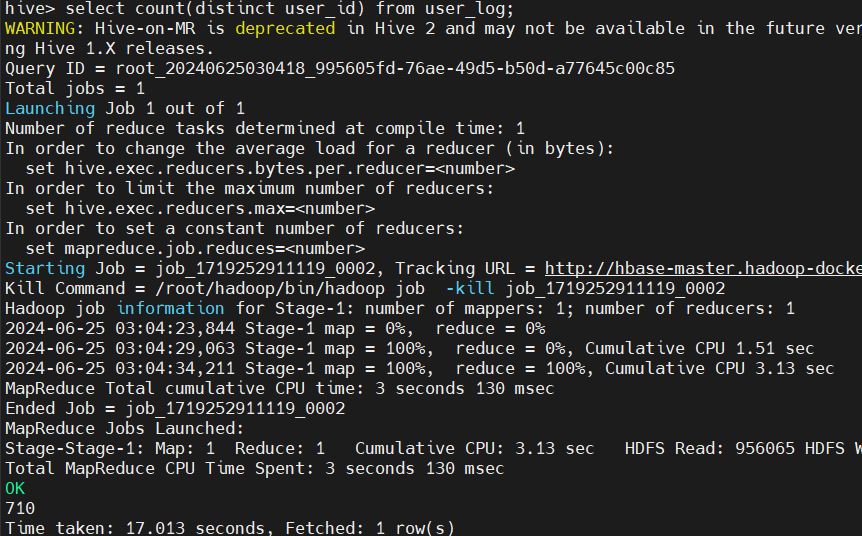 hive> select count(distinct user_id) from user_log;
WARNING: Hive-on-MR is deprecated in Hive 2 and may not be available in the future ver
ng Hive 1.X releases.
Query ID = root_20240625030418_995605fd-76ae-49d5-b50d-a77645c00c85
Total jobs = 1
Launching Job 1 out of 1
Number of reduce tasks determined at compile time: 1
In order to change the average load for a reducer (in bytes):
  set hive.exec.reducers.bytes.per.reducer=<number>
In order to limit the maximum number of reducers:
  set hive.exec.reducers.max=<number>
In order to set a constant number of reducers:
  set mapreduce.job.reduces=<number>
Starting Job = job_1719252911119_0002, Tracking URL = http://hbase-master.hadoop-docke
Kill Command = /root/hadoop/bin/hadoop job  -kill job_1719252911119_0002
Hadoop job information for Stage-1: number of mappers: 1; number of reducers: 1
2024-06-25 03:04:23,844 Stage-1 map = 0%,  reduce = 0%
2024-06-25 03:04:29,063 Stage-1 map = 100%,  reduce = 0%, Cumulative CPU 1.51 sec
2024-06-25 03:04:34,211 Stage-1 map = 100%,  reduce = 100%, Cumulative CPU 3.13 sec
MapReduce Total cumulative CPU time: 3 seconds 130 msec
Ended Job = job_1719252911119_0002
MapReduce Jobs Launched:
Stage-Stage-1: Map: 1  Reduce: 1   Cumulative CPU: 3.13 sec   HDFS Read: 956065 HDFS W
Total MapReduce CPU Time Spent: 3 seconds 130 msec
OK
710
Time taken: 17.013 seconds, Fetched: 1 row(s)